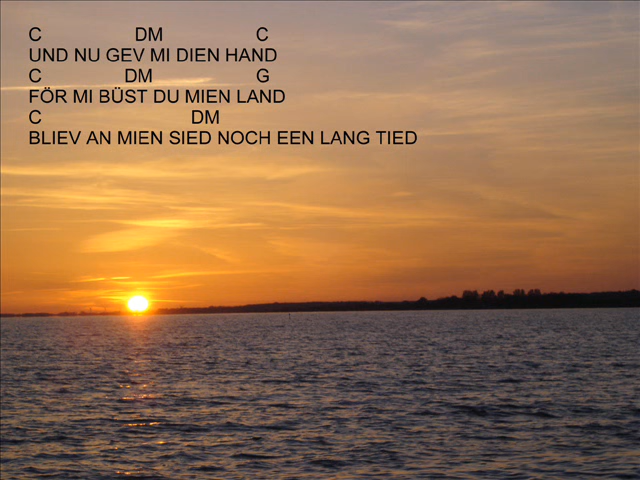 C DM C
UND NU GEV MI DIEN HAND
C DM G
FÖR MI BÜST DU MIEN LAND
C DM
BLIEV AN MIEN SIED NOCH EEN LANG TIED